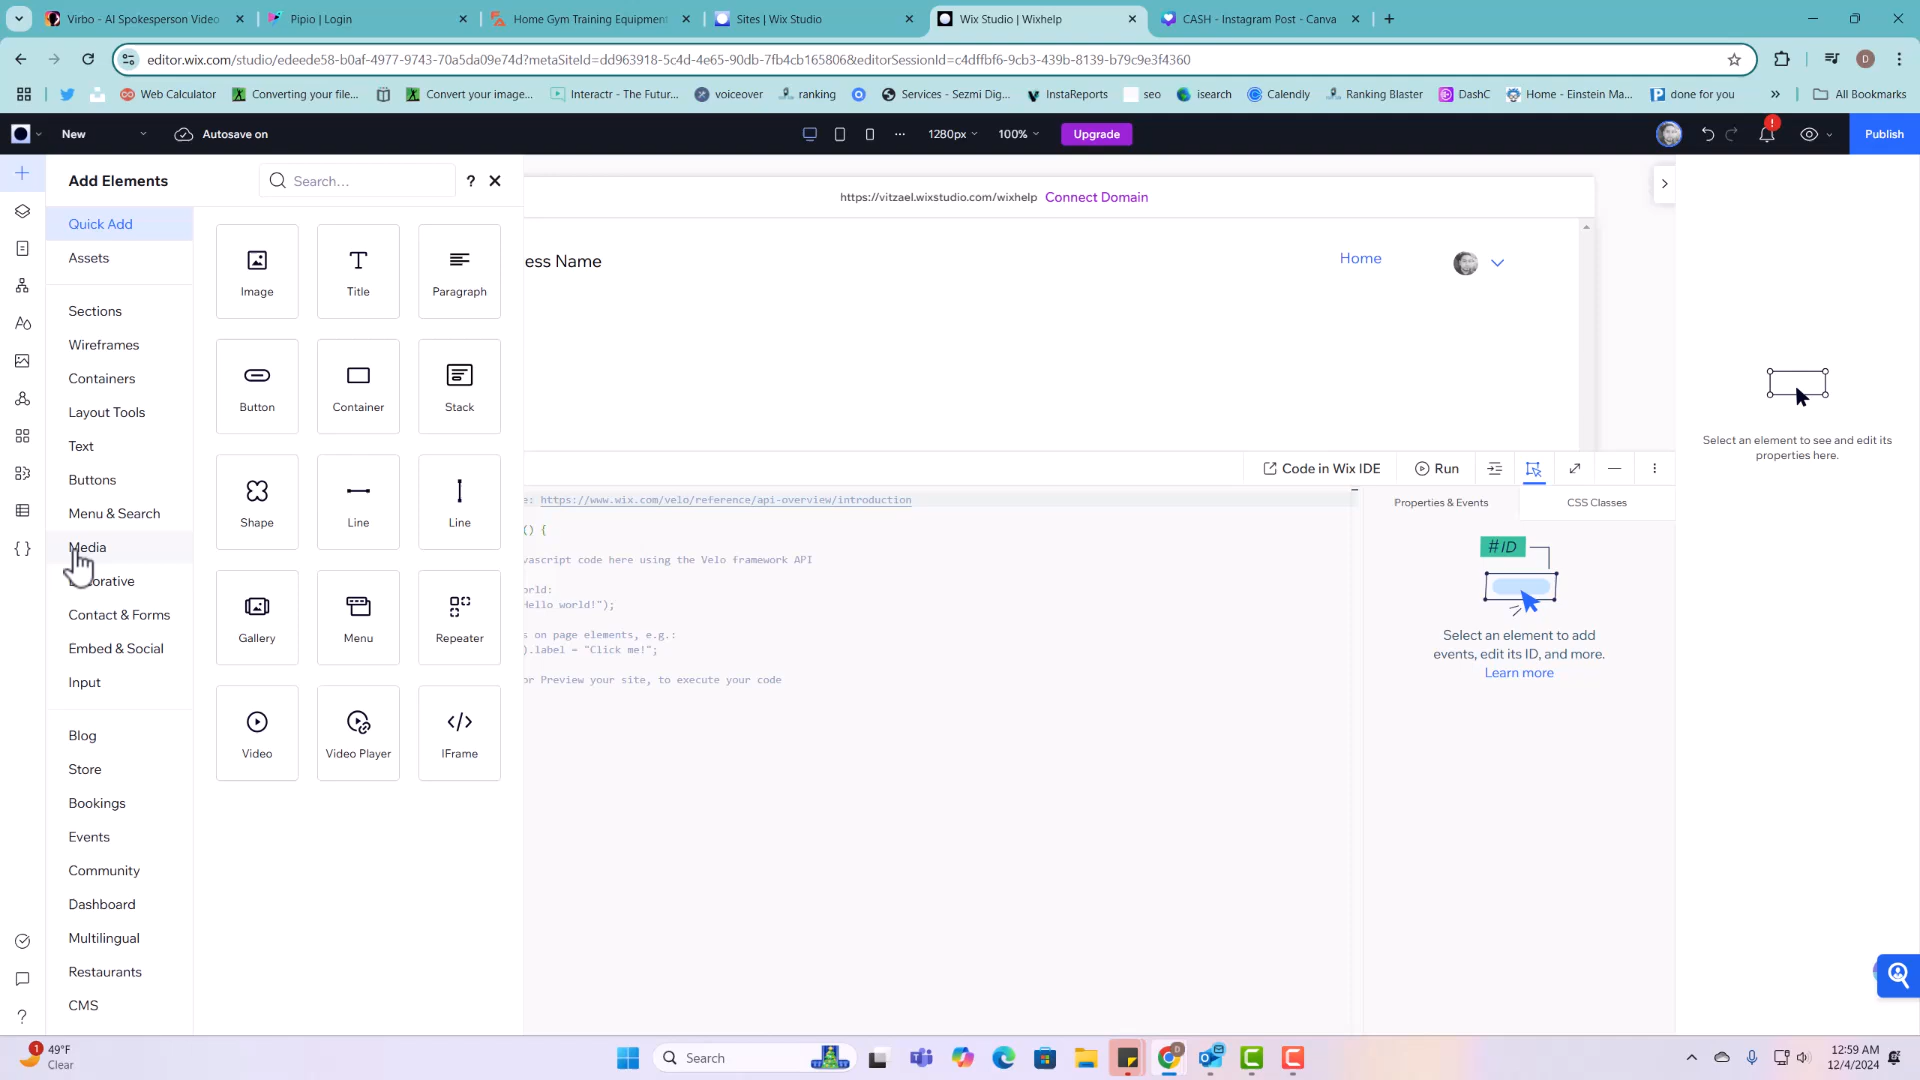 Virbo - AI Spokesperson Video
Pipio | Login
Home Gym Training Equipment
Sites | Wix Studio
Wix Studio | Wixhelp
CASH - Instagram Post - Canva
editor.wix.com/studio/edeede58-b0af-4977-9743-70a5da09e74d?metaSiteId=dd963918-5c4d-4e65-90db-7fb4cb165806&editorSessionId=c4dffbf6-9cb3-439b-8139-b79c9e3f4360
D
Web Calculator
Converting your file...
Convert your image...
Interactr - The Futur...
voiceover
ranking
Services - Sezmi Dig...
InstaReports
seo
isearch
Calendly
Ranking Blaster
DashC
Home - Einstein Ma...
done for you
All Bookmarks
New
Autosave on
1280px
100%
Upgrade
Publish
Add Elements
Search...
?
Quick Add
Assets
Sections
Wireframes
Containers
Layout Tools
Text
Buttons
Menu & Search
Media
corative
Contact & Forms
Embed & Social
Input
Blog
Store
Bookings
Events
Community
Dashboard
Multilingual
Restaurants
CMS
Image
Title
Paragraph
Button
Container
Stack
Shape
Line
Line
Gallery
Menu
Repeater
Video
Video Player
IFrame
https://vitzael.wixstudio.com/wixhelp Connect Domain
ess Name
Home
Select an element to see and edit its
properties here.
Code in Wix IDE
Run
e: https://www.wix.com/velo/reference/api-overview/introduction
() {
avascript code here using the Velo framework API
orld:
Hello world!");
s on page elements, e.g.:
).label = "Click me!";
or Preview your site, to execute your code
Properties & Events
CSS Classes
#ID
Select an element to add
events, edit its ID, and more.
Learn more
1
49°F
Clear
Search
12:59 AM
12/4/2024